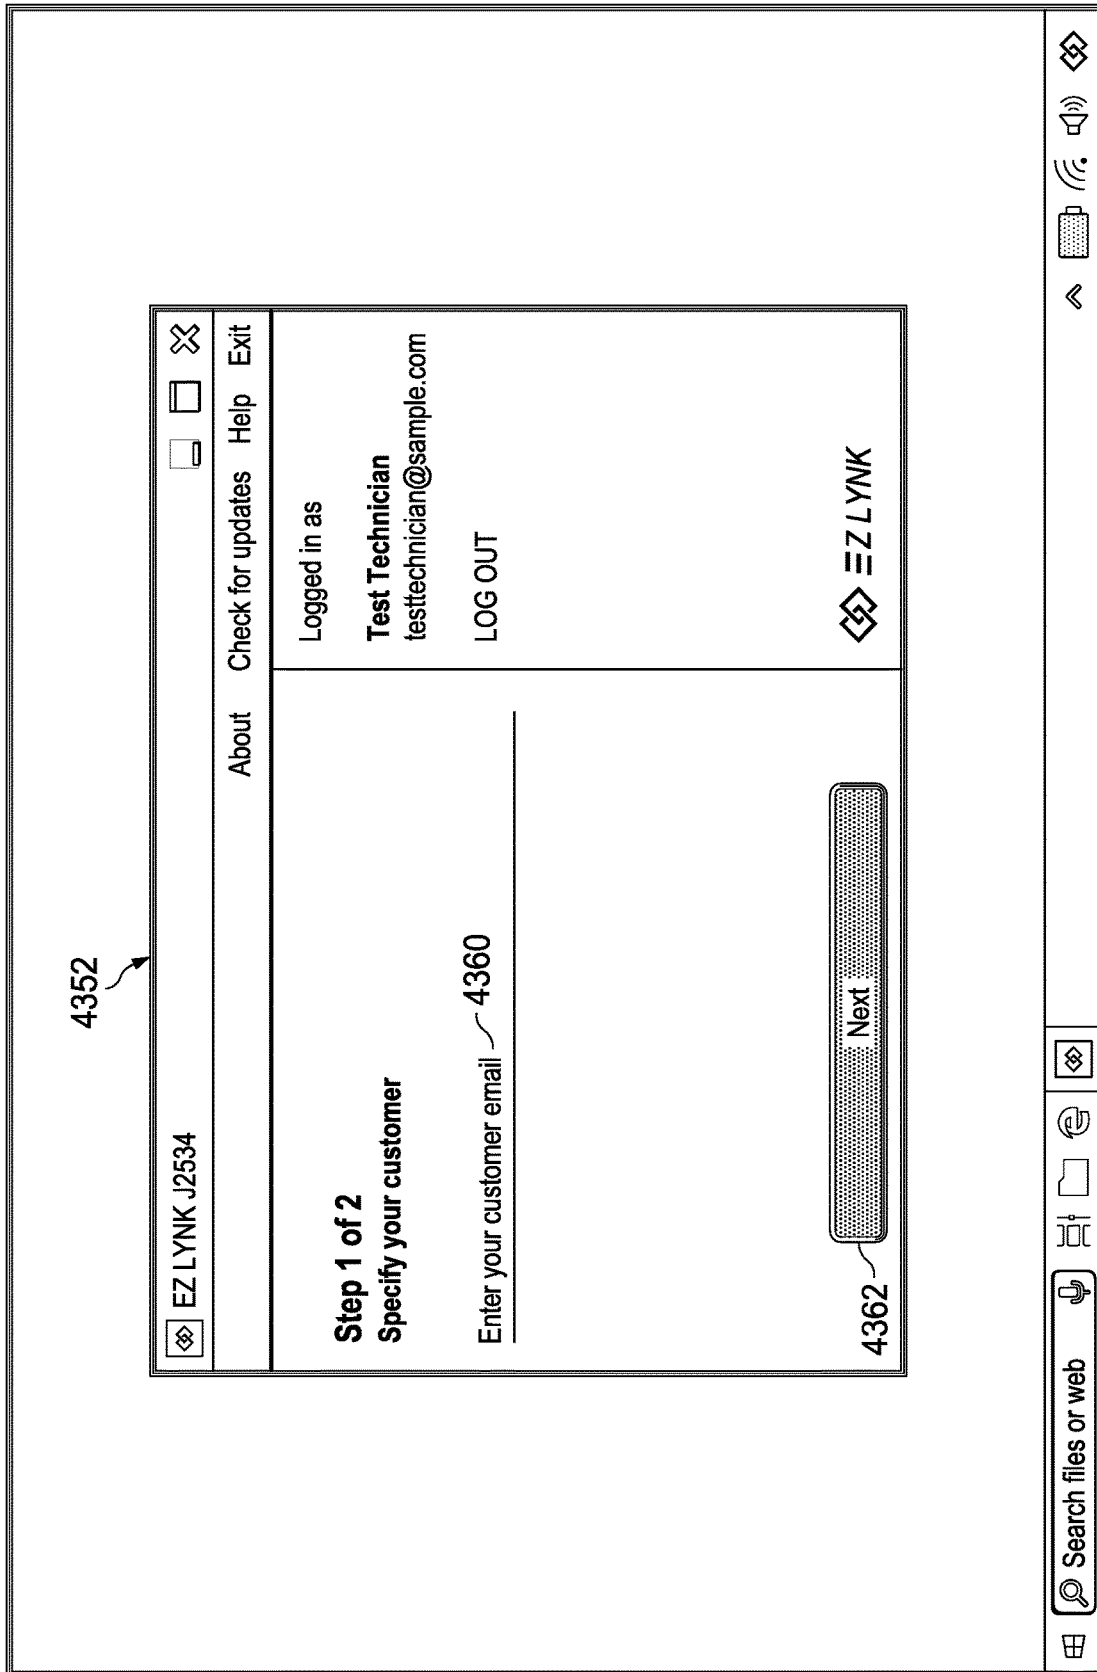 4352
EZ LYNK J2534
About Check for updates Help Exit
Step 1 of 2
Specify your customer
Enter your customer email 4360
4362
Next
Logged in as
Test Technician
testtechnician@sample.com
LOG OUT
EZ LYNK
Search files or web